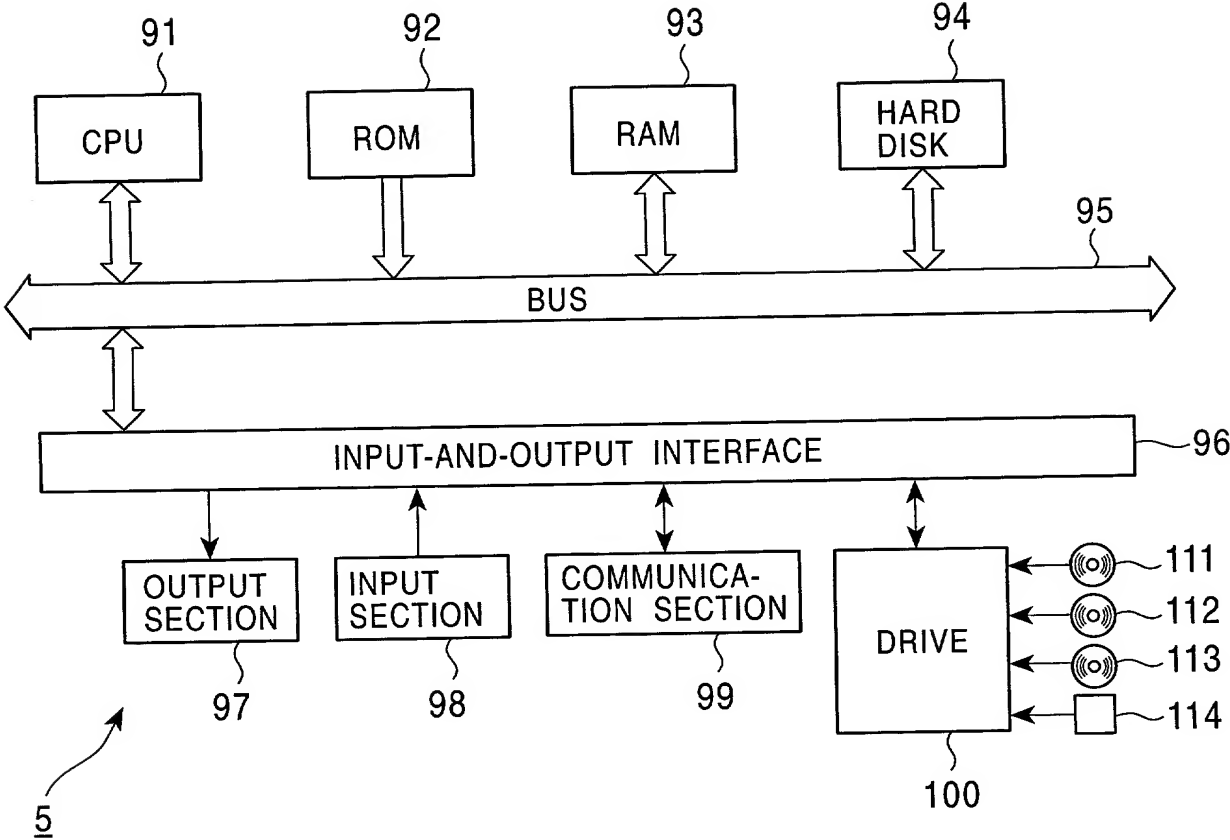 91
92
93
94
CPU
ROM
RAM
HARD
DISK
95
BUS
INPUT-AND-OUTPUT INTERFACE
96
OUTPUT
SECTION
INPUT
SECTION
COMMUNICA-
TION SECTION
DRIVE
111
112
113
114
97
98
99
100
5